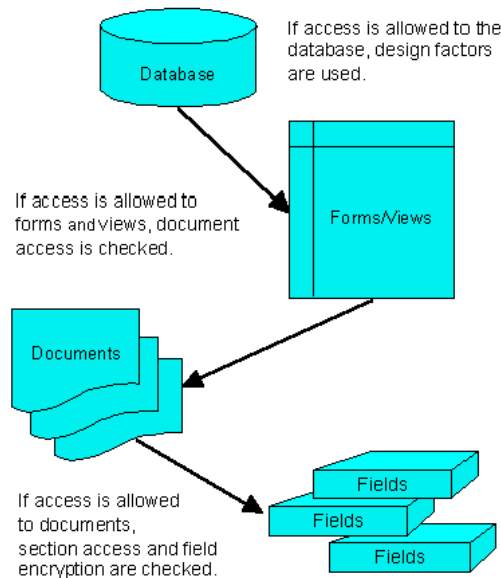 If access is allowed to the
database, design factors
are used.
Database
If access is allowed to
forms and views, document
access is checked.
Forms/Views
Documents
If access is allowed
to documents,
section access and field
encryption are checked.
Fields
Fields
Fields